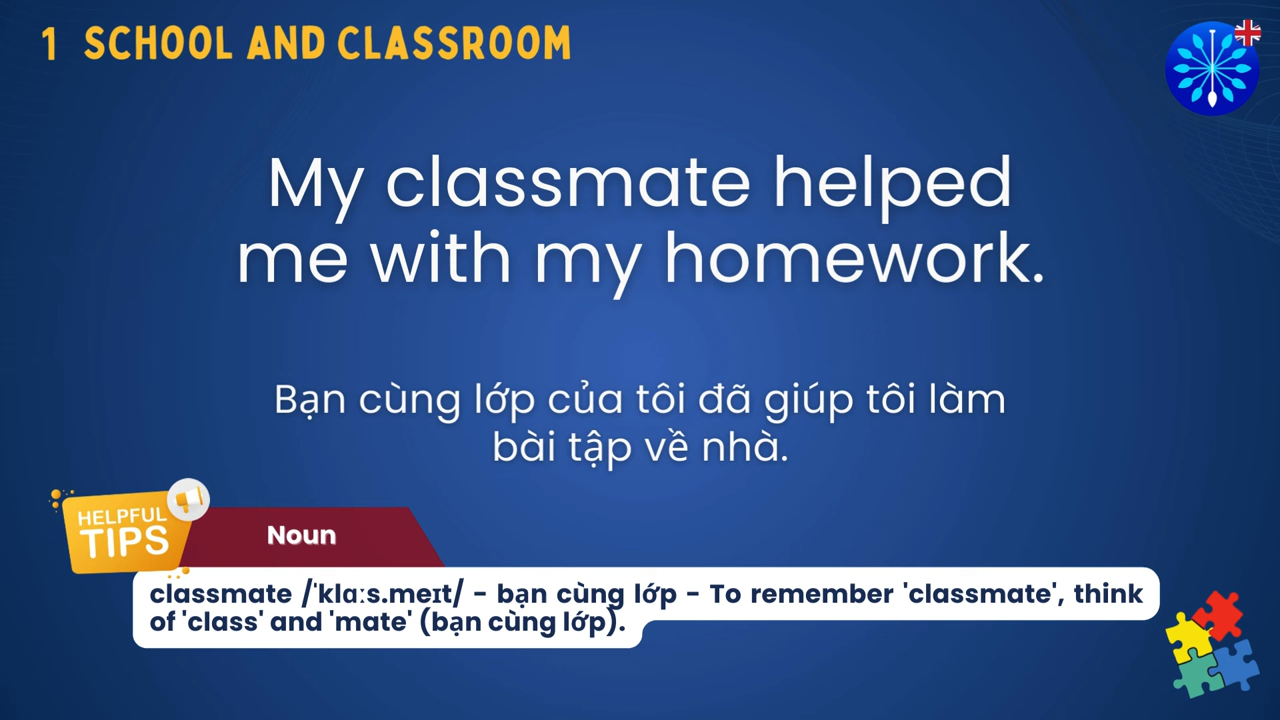 1 SCHOOL AND CLASSROOM
My classmate helped
me with my homework.
Bạn cùng lớp của tôi đã giúp tôi làm
bài tập về nhà.
HELPFUL
TIPS
Noun
classmate /ˈklɑːs.meɪt/ - bạn cùng lớp - To remember 'classmate', think
of 'class' and 'mate' (bạn cùng lớp).